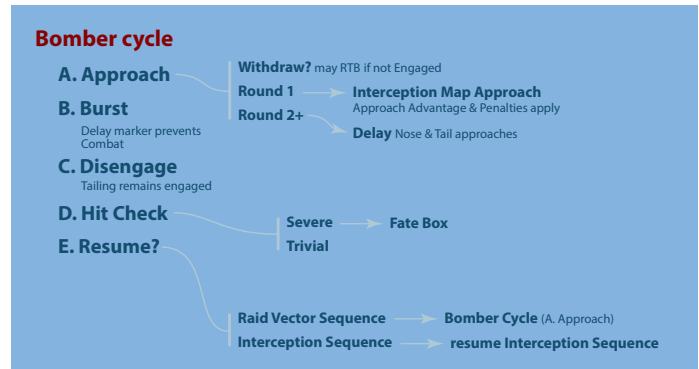 Bomber cycle
A. Approach
Withdraw? may RTB if not Engaged
Round 1
Interception Map Approach
Approach Advantage & Penalties apply
Round 2+
Delay Nose & Tail approaches
B. Burst
Delay marker prevents
Combat
C. Disengage
Tailing remains engaged
D. Hit Check
Severe
Fate Box
Trivial
E. Resume?
Raid Vector Sequence
Bomber Cycle (A. Approach)
Interception Sequence
resume Interception Sequence